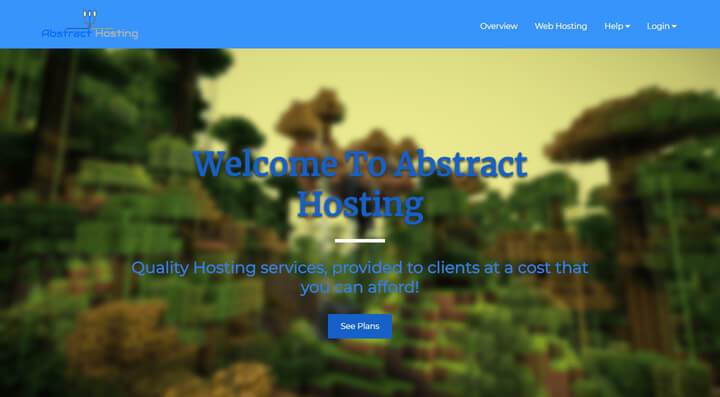 Abstract Hosting
Overview
Web Hosting
Help
Login
Welcome To Abstract
Hosting
Quality Hosting services, provided to clients at a cost that
you can afford!
See Plans